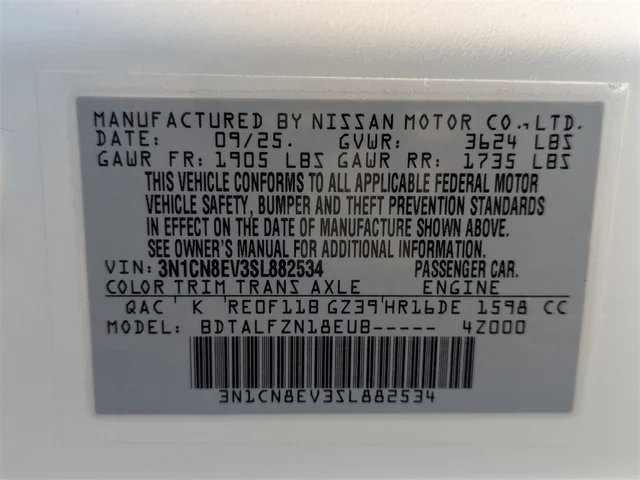 MANUFACTURED BY NISSAN MOTOR CO., LTD.
DATE: 09/25. GVWR: 3624 LBS
GAWR FR: 1905 LBS GAWR RR: 1735 LBS
THIS VEHICLE CONFORMS TO ALL APPLICABLE FEDERAL MOTOR
VEHICLE SAFETY, BUMPER AND THEFT PREVENTION STANDARDS
IN EFFECT ON THE DATE OF MANUFACTURE SHOWN ABOVE.
SEE OWNER'S MANUAL FOR ADDITIONAL INFORMATION.
VIN: 3N1CN8EV3SL882534 PASSENGER CAR.
COLOR TRIM TRANS AXLE ENGINE
QAC K RE0F11B GZ39 HR16DE 1598 CC
MODEL: BDTALFZN18EUB----- 4Z000
3N1CN8EV3SL882534